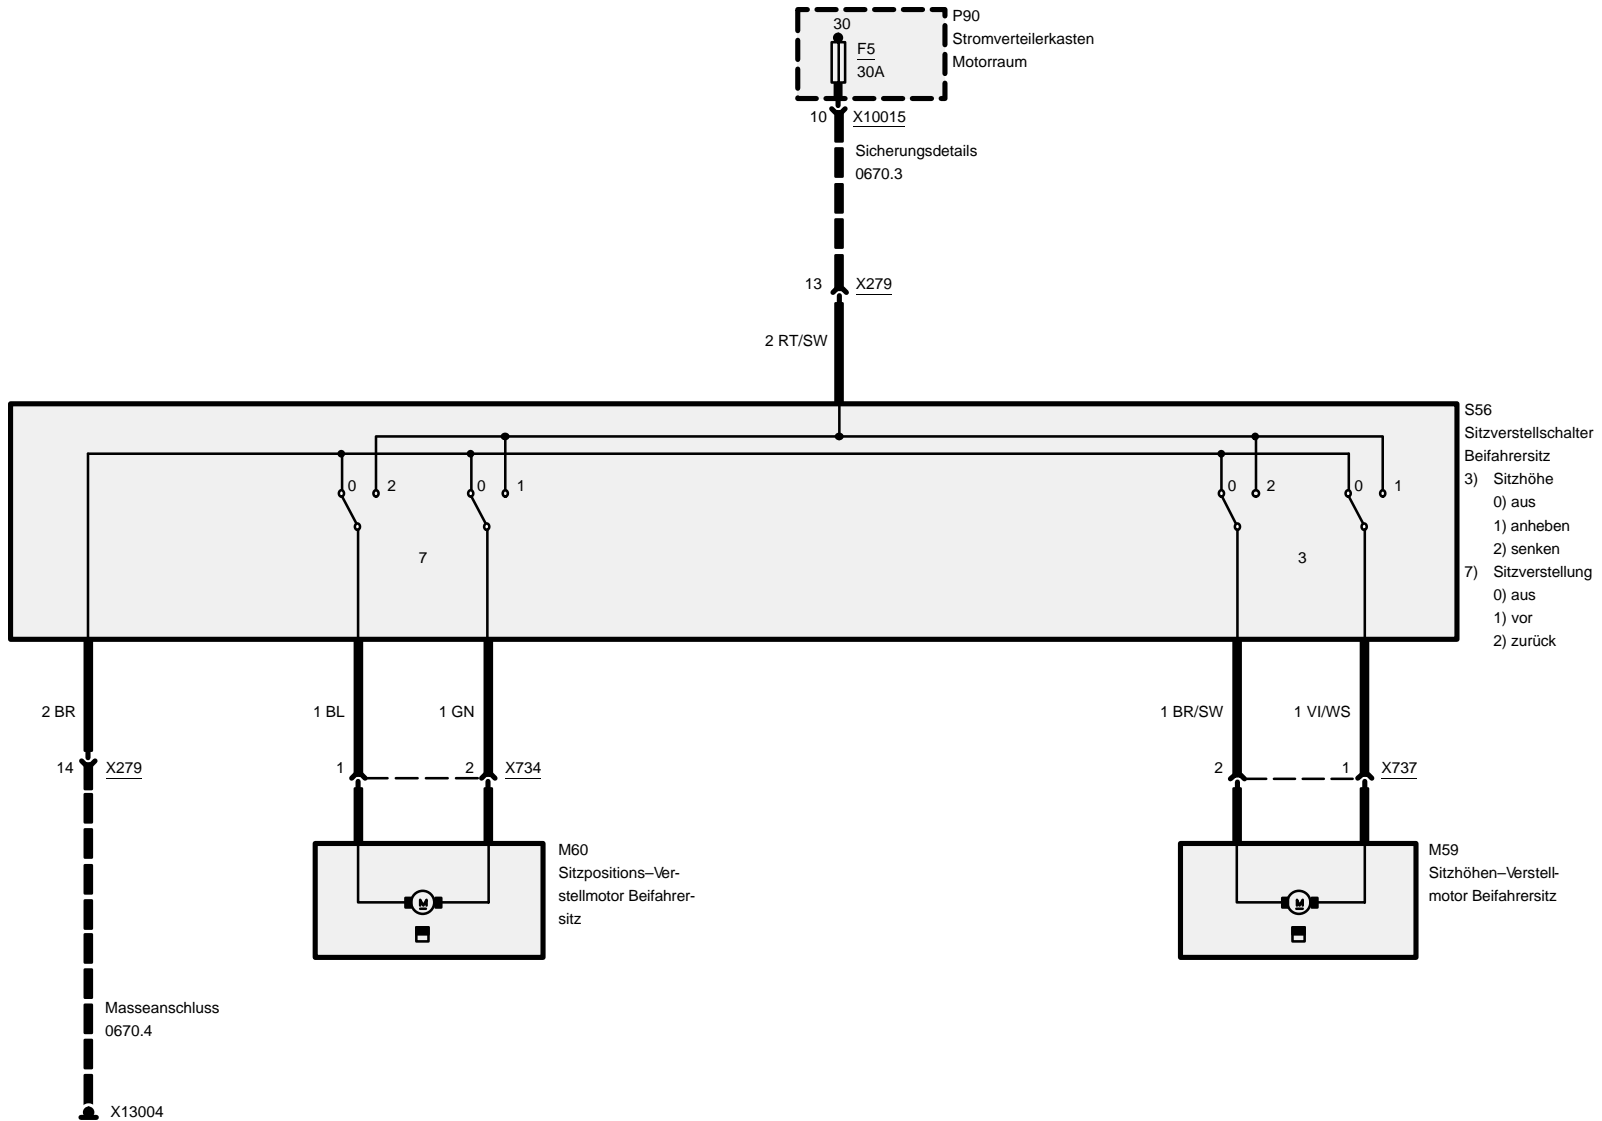 30
P90
Stromverteilerkasten
Motorraum
F5
30A
10
X10015
Sicherungsdetails
0670.3
13
X279
2 RT/SW
S56
Sitzverstellschalter
Beifahrersitz
3) Sitzhöhe
0) aus
1) anheben
2) senken
7) Sitzverstellung
0) aus
1) vor
2) zurück
0
2
0
1
0
2
0
1
7
3
2 BR
1 BL
1 GN
1 BR/SW
1 VI/WS
14
X279
1
2
X734
2
1
X737
M60
Sitzpositions–Ver-
stellmotor Beifahrer-
sitz
M
M59
Sitzhöhen–Verstell-
motor Beifahrersitz
M
Masseanschluss
0670.4
X13004